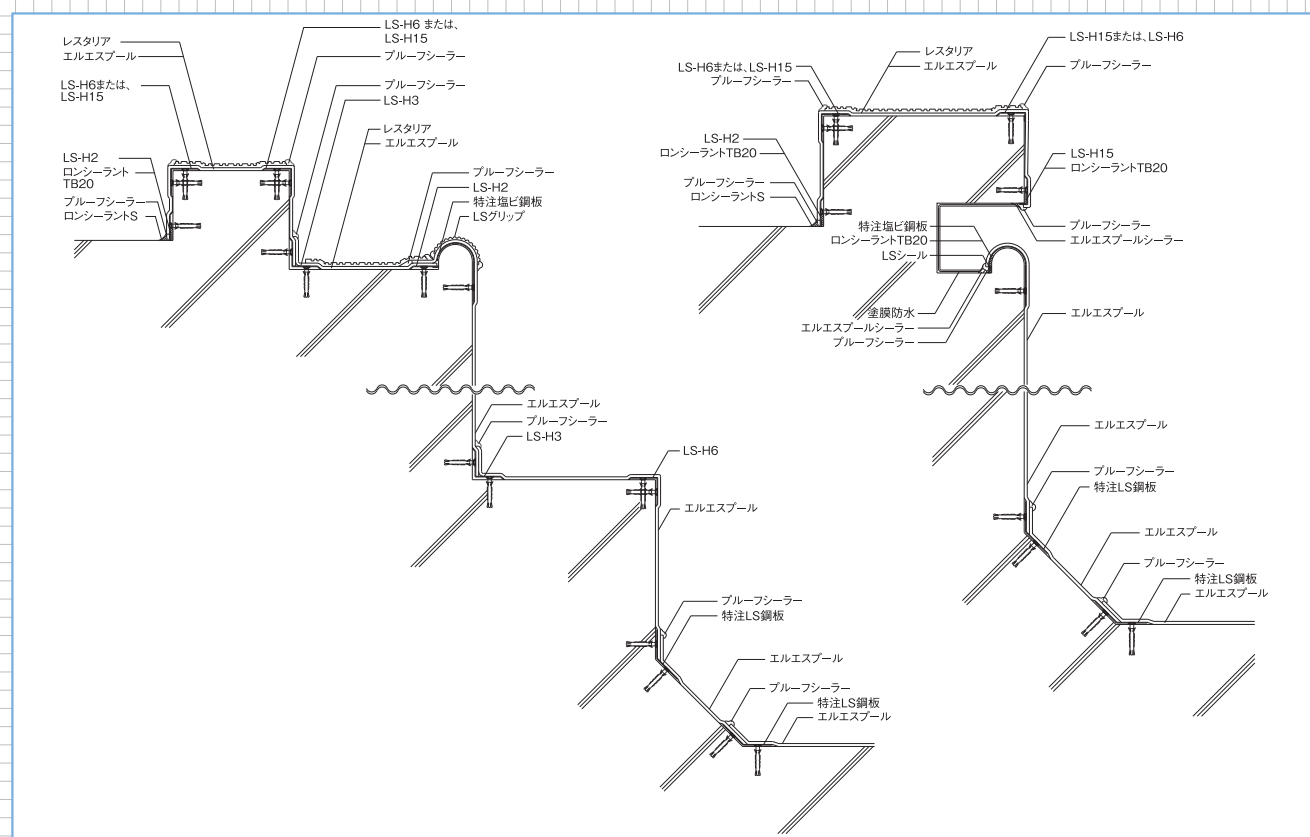 レスタリア
エルエスプール
LS-H6または、
LS-H15
LS-H2
ロンシーラント
TB20
プルーフシーラー
ロンシーラントS
LS-H6 または、
LS-H15
プルーフシーラー
プルーフシーラー
LS-H3
レスタリア
エルエスプール
プルーフシーラー
LS-H2
特注塩ビ鋼板
LSグリップ
エルエスプール
プルーフシーラー
LS-H3
LS-H6
エルエスプール
プルーフシーラー
特注LS鋼板
エルエスプール
プルーフシーラー
特注LS鋼板
エルエスプール
レスタリア
エルエスプール
LS-H6または、LS-H15
プルーフシーラー
LS-H2
ロンシーラントTB20
プルーフシーラー
ロンシーラントS
LS-H15または、LS-H6
プルーフシーラー
LS-H15
ロンシーラントTB20
プルーフシーラー
エルエスプールシーラー
特注塩ビ鋼板
ロンシーラントTB20
LSシール
塗膜防水
エルエスプールシーラー
プルーフシーラー
エルエスプール
エルエスプール
プルーフシーラー
特注LS鋼板
エルエスプール
プルーフシーラー
特注LS鋼板
エルエスプール